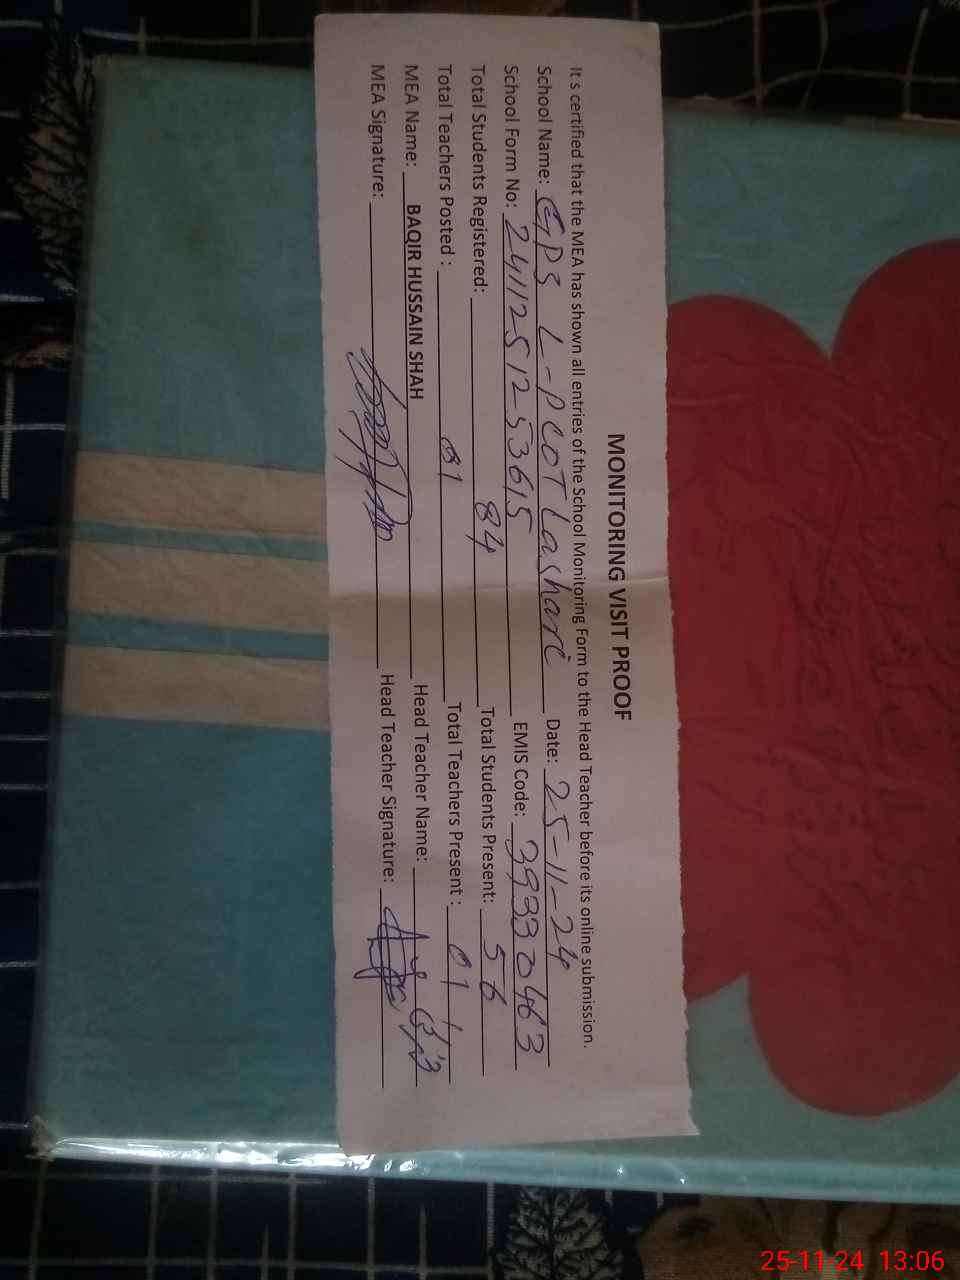 MONITORING VISIT PROOF
It s certified that the MEA has shown all entries of the School Monitoring Form to the Head Teacher before its online submission.
School Name: GPS L-PCOT Lashari Date: 25-11-24
School Form No: 2411251253615 EMIS Code: 39330463
Total Students Registered: 84 Total Students Present: 56
Total Teachers Posted : 01 Total Teachers Present : 01
MEA Name: BAQIR HUSSAIN SHAH Head Teacher Name:
MEA Signature: Head Teacher Signature:
25-11-24 13:06